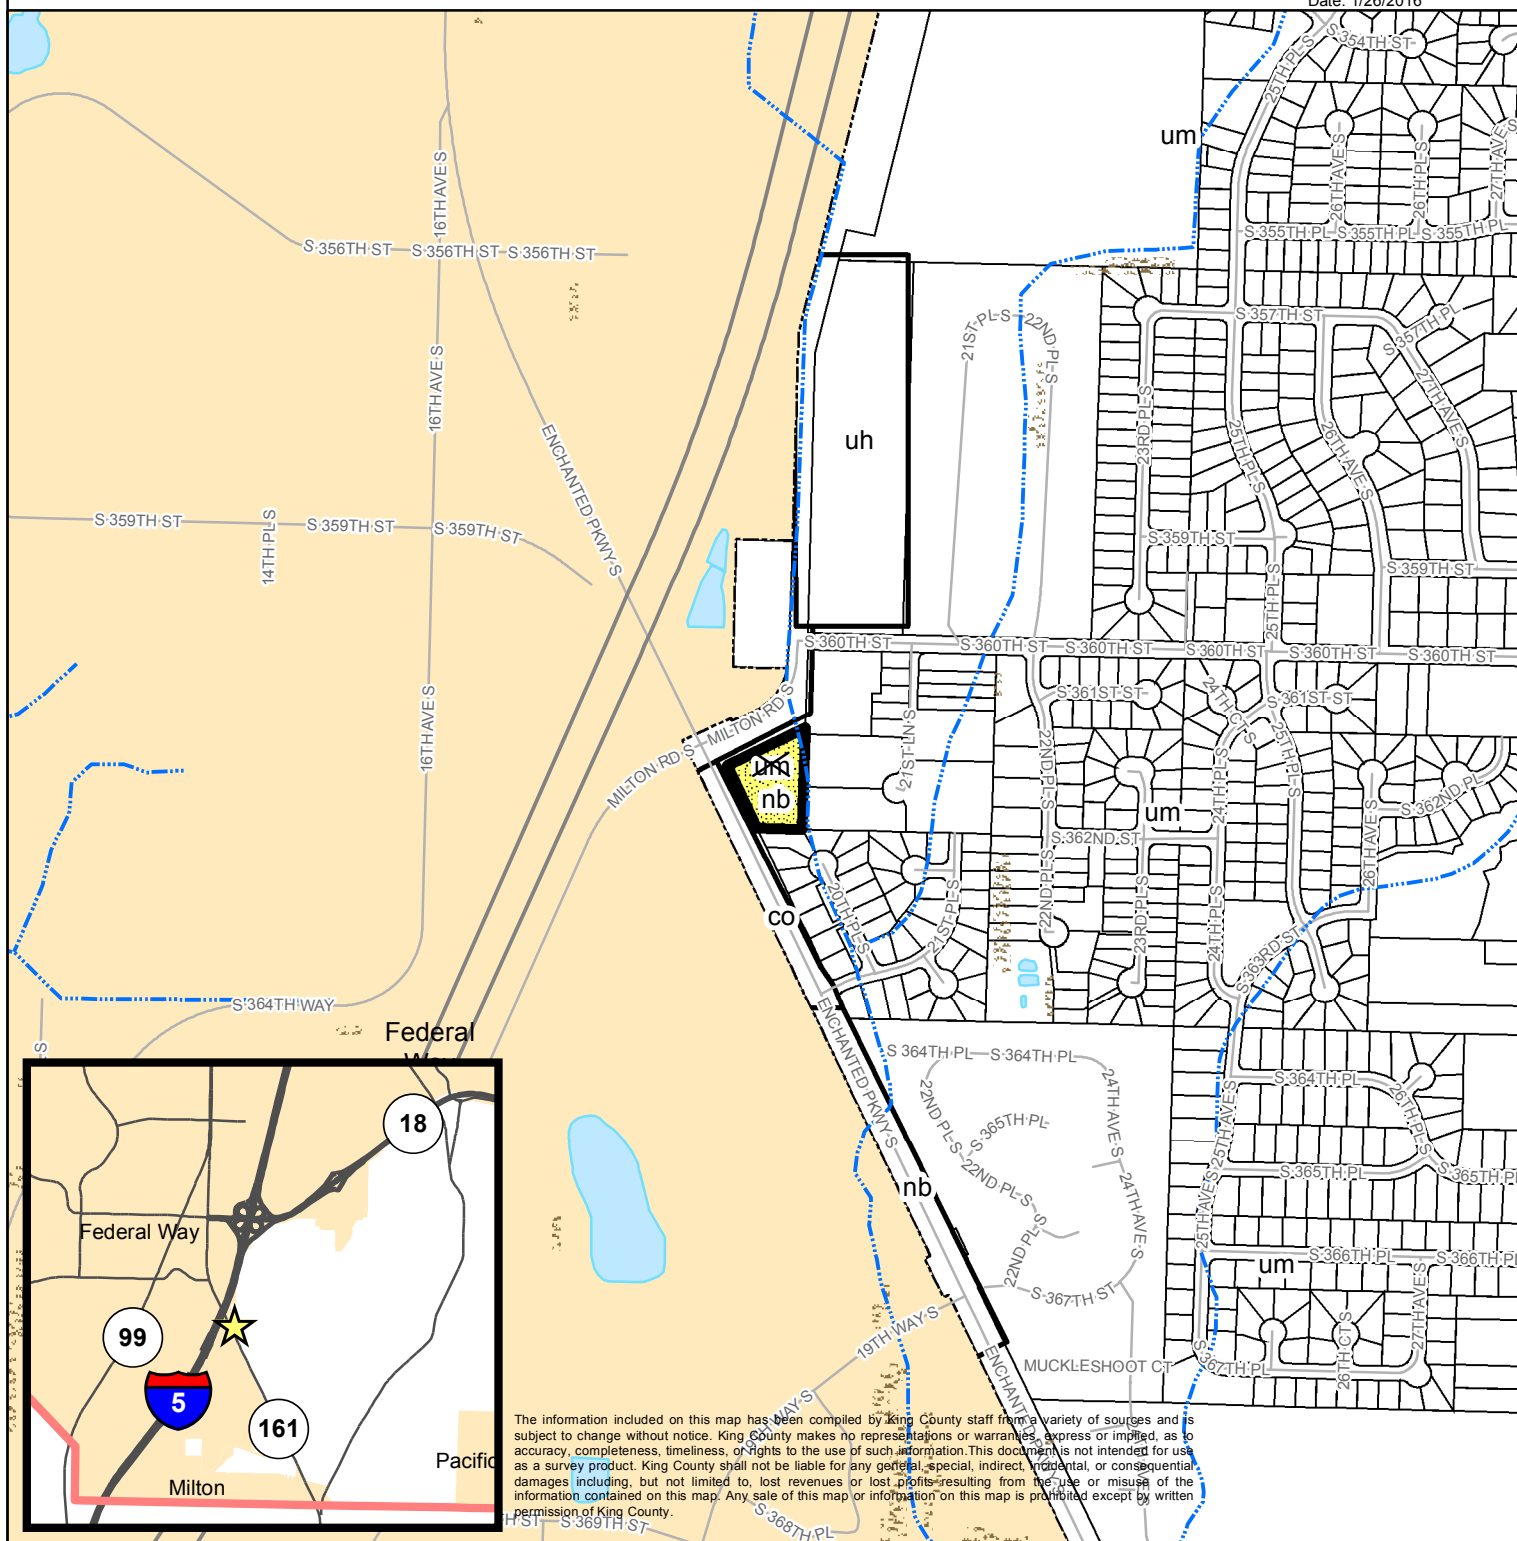 Date: 1/26/2016
S 354TH ST
25TH PL S
um
16TH AVE S
26TH AVE S
26TH PL S
27TH AVE S
S 356TH ST
S 356TH ST
S 356TH ST
S 355TH PL
S 355TH PL
S 355TH PL
21ST PL S
22ND PL S
S 357TH ST
S 357TH PL
16TH AVE S
27TH AVE S
ENCHANTED PKWY S
uh
23RD PL S
25TH PL S
26TH AVE S
S 359TH ST
14TH PL S
S 359TH ST
S 359TH ST
S 359TH ST
S 359TH ST
25TH PL S
S 360TH ST
S 360TH ST
S 360TH ST
S 360TH ST
S 360TH ST
S 360TH ST
16TH AVE S
MILTON RD S
MILTON RD S
21ST LN S
S 361ST ST
24TH CT S
S 361ST ST
22ND PL S
24TH PL S
25TH PL S
um
nb
um
S 362ND PL
S 362ND ST
26TH AVE S
co
20TH PL S
21ST PL S
22ND PL S
23RD PL S
24TH PL S
S 363RD ST
S 364TH WAY
Federal
Way
ENCHANTED PKWY S
S 364TH PL
S 364TH PL
22ND PL S
S 365TH PL
24TH AVE S
25TH AVE S
S 364TH PL
26TH PL S
22ND PL S
24TH AVE S
S 365TH PL
S 365TH PL
nb
22ND PL S
25TH AVE S
S 366TH PL
S 366TH PL
um
S 367TH ST
19TH WAY S
ENCHANTED PKWY S
MUCKLESHOOT CT
S 367TH PL
26TH CT S
27TH AVE S
19TH WAY S
18
Federal Way
99
5
161
Pacific
Milton
The information included on this map has been compiled by King County staff from a variety of sources and is
subject to change without notice. King County makes no representations or warranties, express or implied, as to
accuracy, completeness, timeliness, or rights to the use of such information.This document is not intended for use
as a survey product. King County shall not be liable for any general, special, indirect, incidental, or consequential
damages including, but not limited to, lost revenues or lost profits resulting from the use or misuse of the
information contained on this map. Any sale of this map or information on this map is prohibited except by written
permission of King County.
S 369TH ST
S 368TH PL